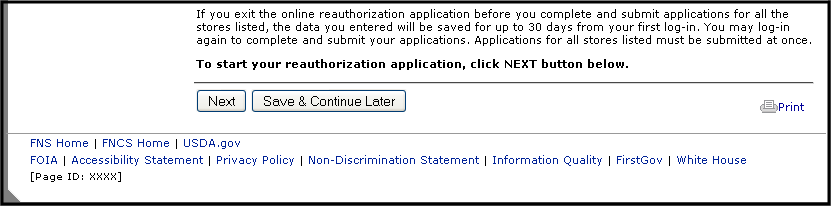 If you exit the online reauthorization application before you complete and submit applications for all the
stores listed, the data you entered will be saved for up to 30 days from your first log-in. You may log-in
again to complete and submit your applications. Applications for all stores listed must be submitted at once.
To start your reauthorization application, click NEXT button below.
Next Save & Continue Later
Print
FNS Home | FNCS Home | USDA.gov
FOIA | Accessibility Statement | Privacy Policy | Non-Discrimination Statement | Information Quality | FirstGov | White House
[Page ID: XXXX]